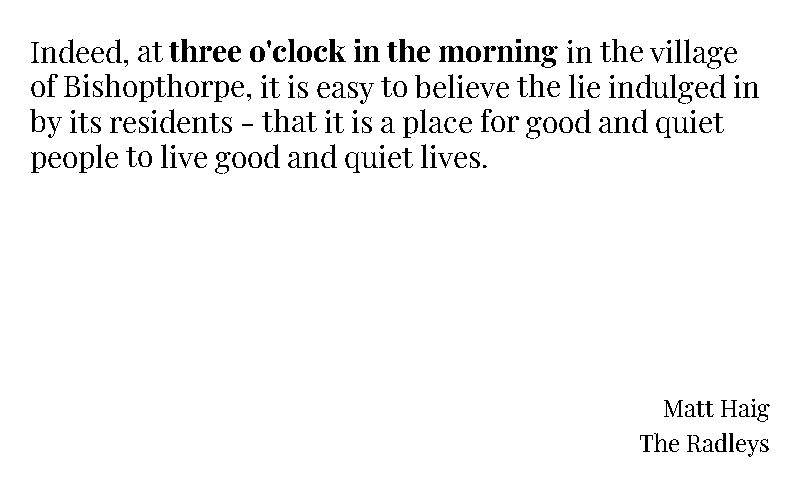 Indeed, at three o'clock in the morning in the village
of Bishopthorpe, it is easy to believe the lie indulged in
by its residents – that it is a place for good and quiet
people to live good and quiet lives.
Matt Haig
The Radleys